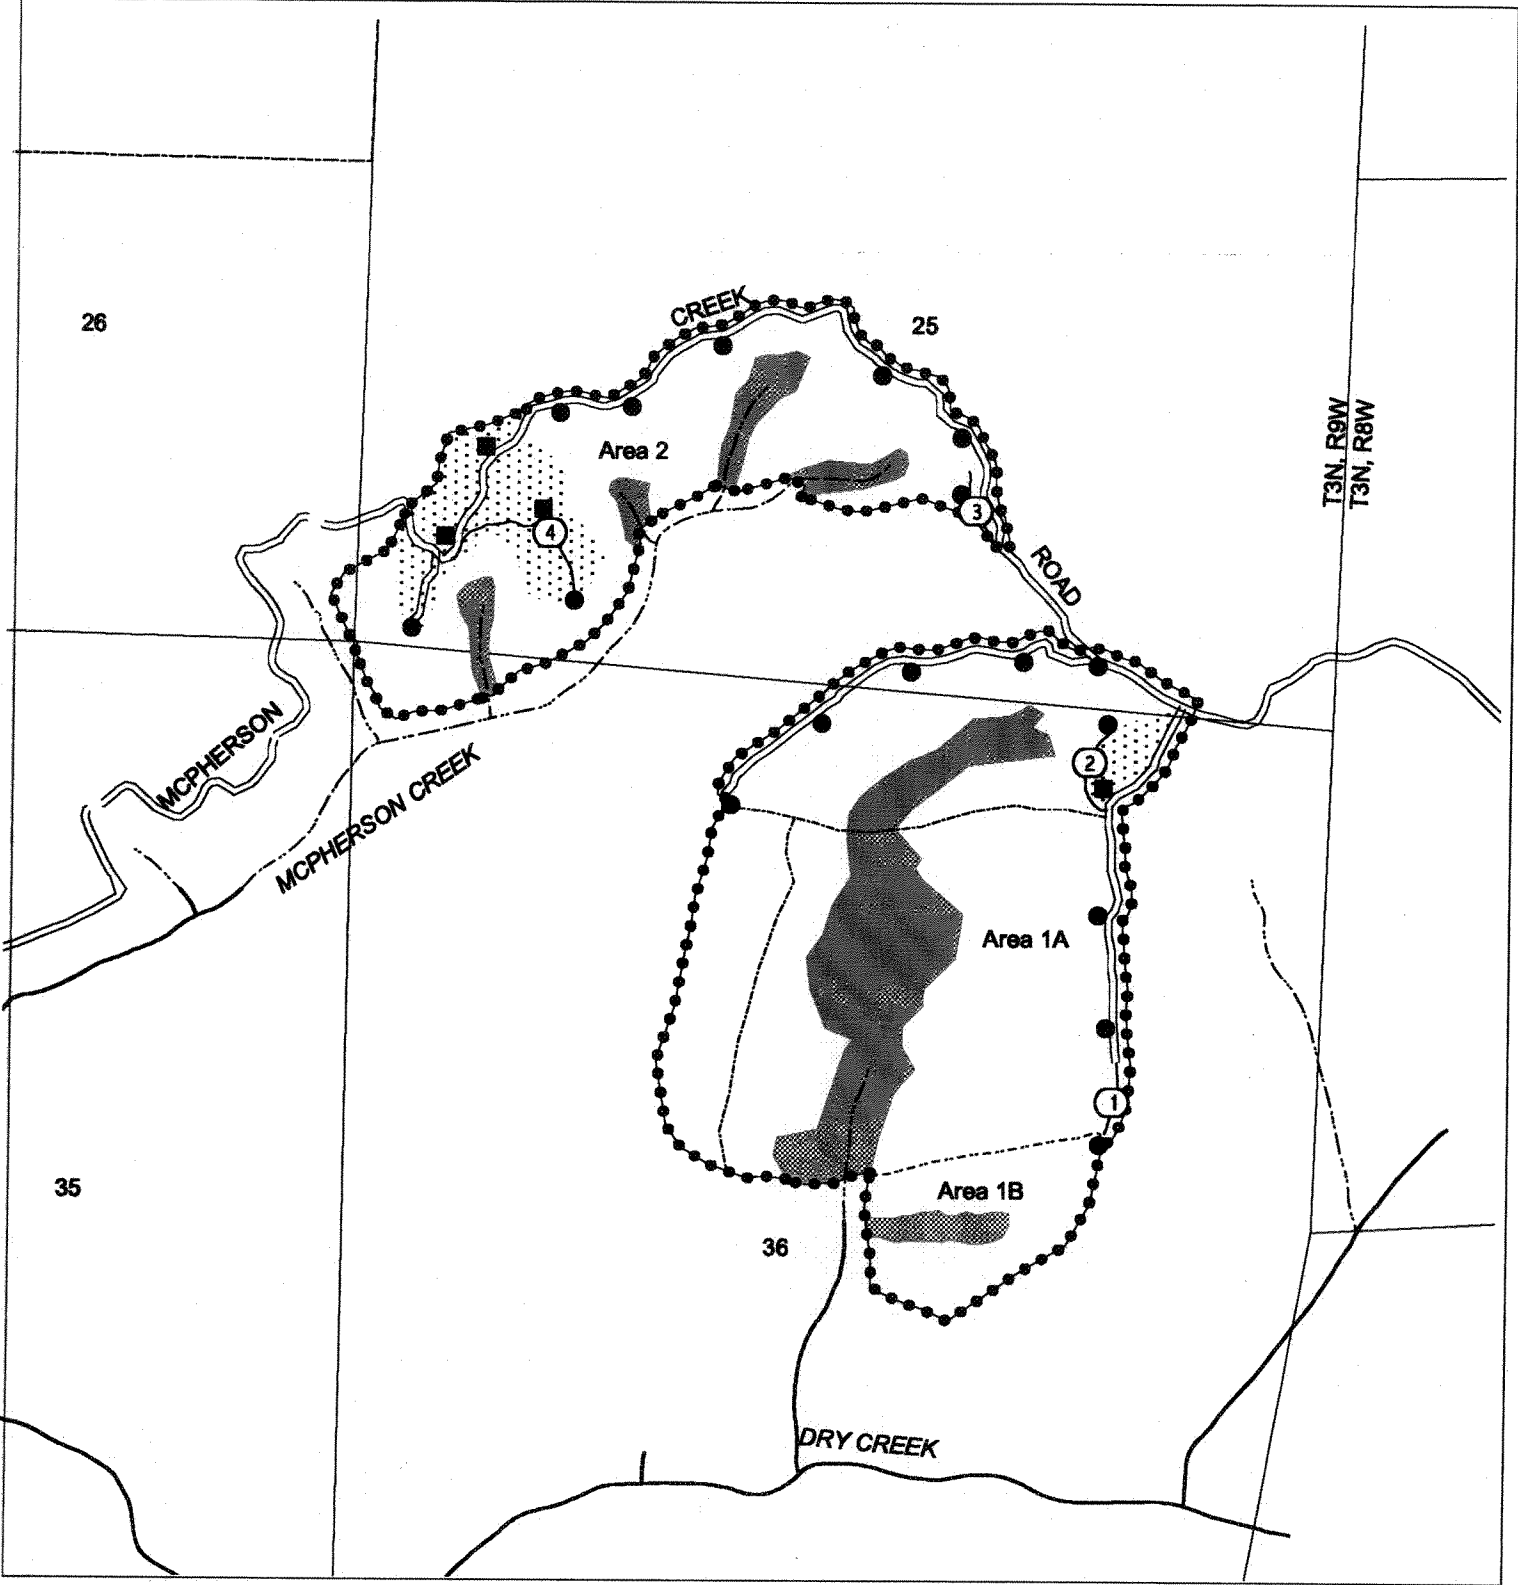 CREEK
26
25
T3N, R9W
T3N, R8W
Area 2
3
4
ROAD
MCPHERSON
2
MCPHERSON CREEK
Area 1A
1
35
Area 1B
36
DRY CREEK